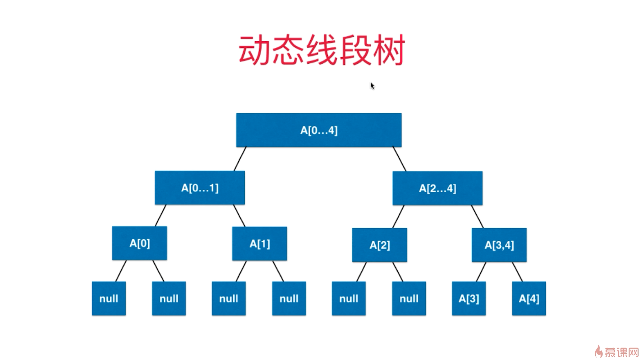 动态线段树
A[0...4]
A[0...1]
A[2...4]
A[0]
A[1]
A[2]
A[3,4]
null
null
null
null
null
null
A[3]
A[4]
慕课网